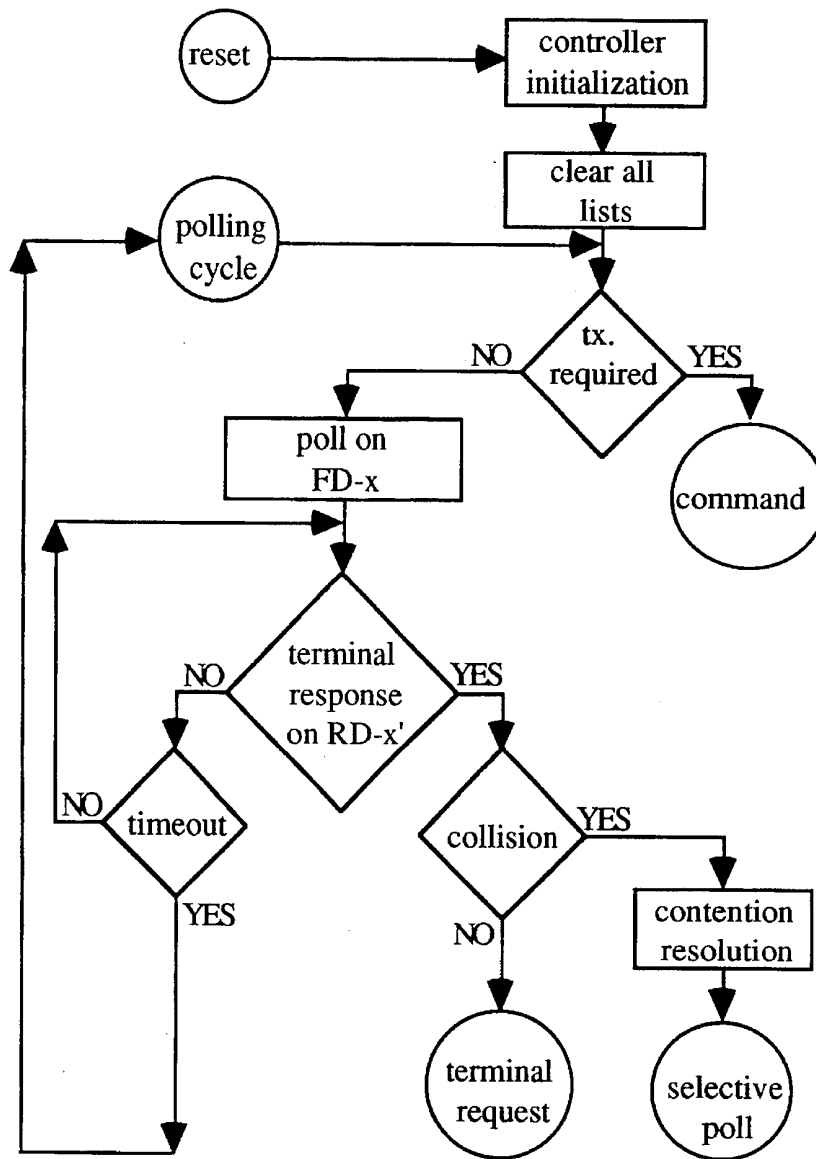 reset
controller
initialization
clear all
lists
polling
cycle
tx.
required
NO
YES
poll on
FD-x
command
terminal
response
on RD-x'
NO
YES
timeout
NO
YES
collision
YES
NO
contention
resolution
terminal
request
selective
poll